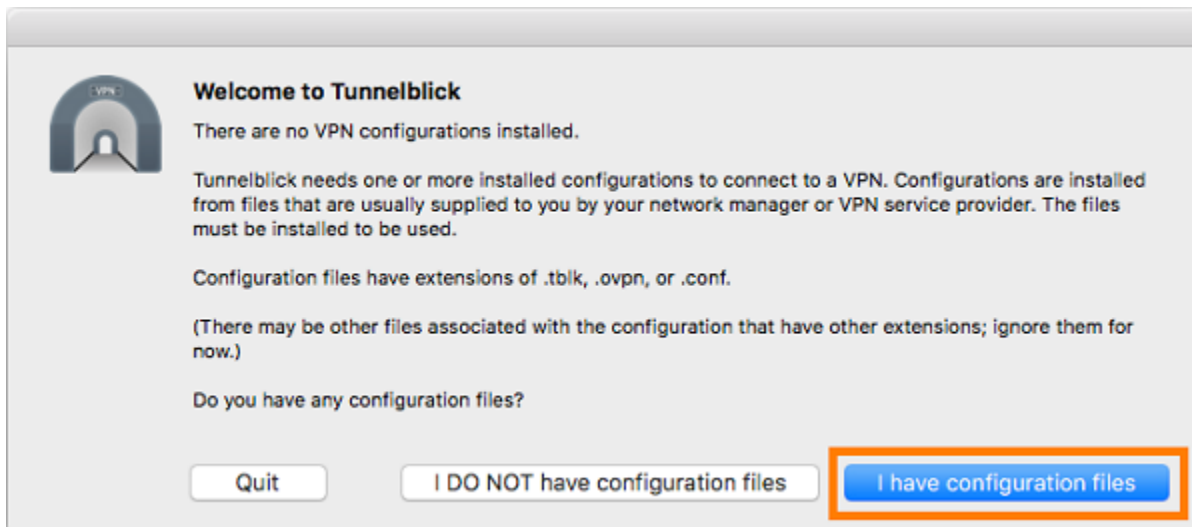 VPN
Welcome to Tunnelblick
There are no VPN configurations installed.
Tunnelblick needs one or more installed configurations to connect to a VPN. Configurations are installed
from files that are usually supplied to you by your network manager or VPN service provider. The files
must be installed to be used.
Configuration files have extensions of .tblk, .ovpn, or .conf.
(There may be other files associated with the configuration that have other extensions; ignore them for
now.)
Do you have any configuration files?
Quit
I DO NOT have configuration files
I have configuration files